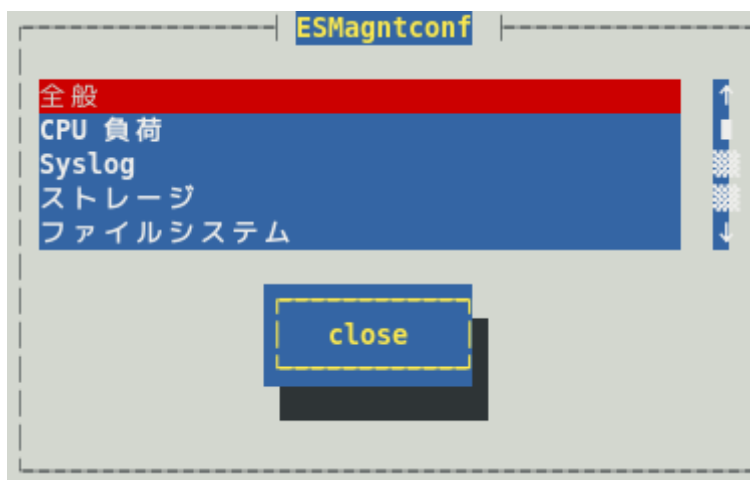 ESMagntconf
全般
CPU 負荷
Syslog
ストレージ
ファイルシステム
close